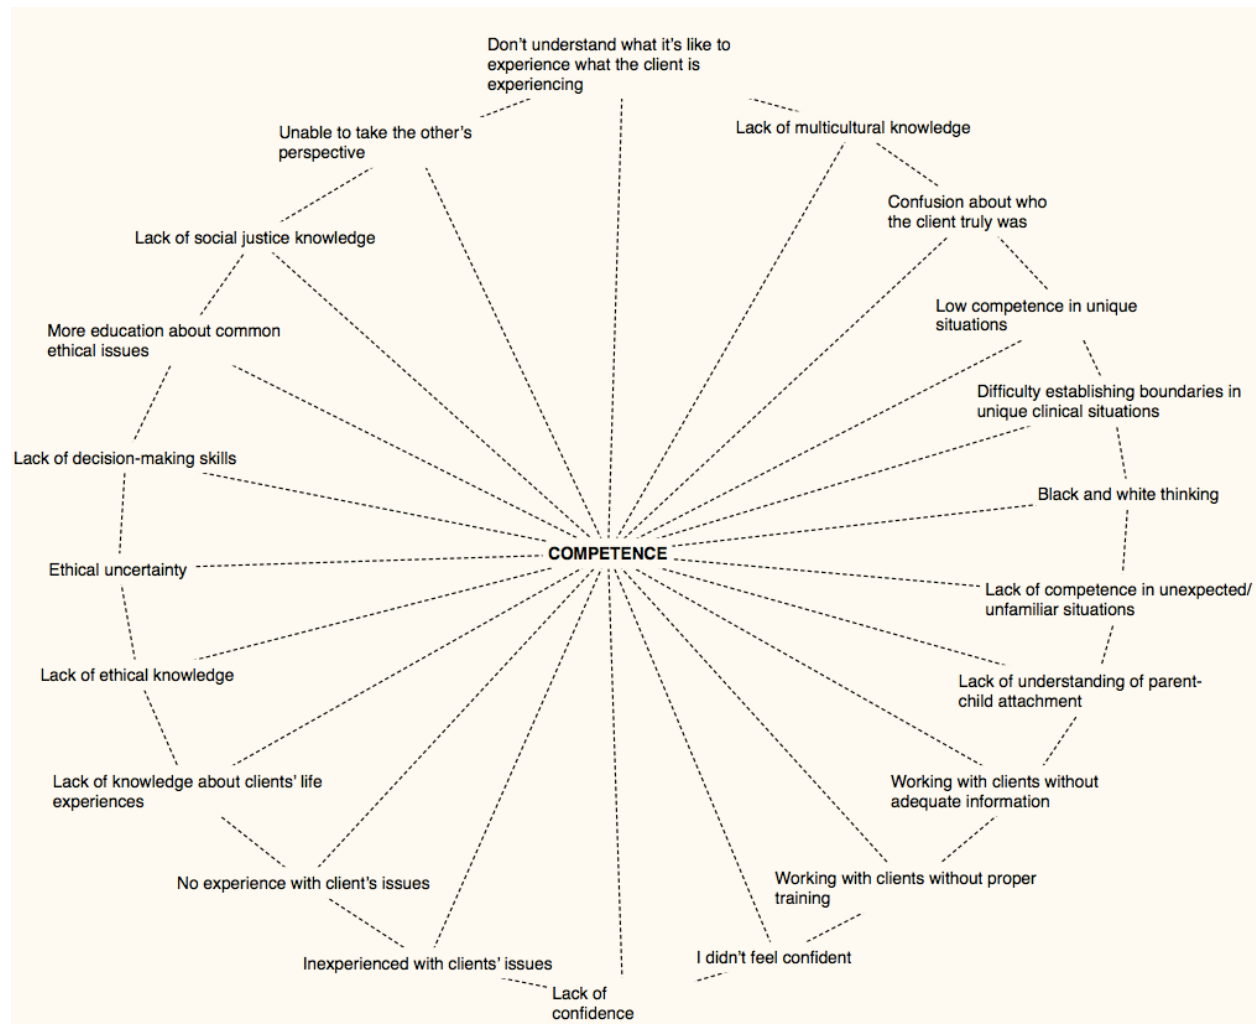 Don’t understand what it’s like to
experience what the client is
experiencing
Unable to take the other’s
perspective
Lack of multicultural knowledge
Confusion about who
the client truly was
Lack of social justice knowledge
Low competence in unique
situations
More education about common
ethical issues
Difficulty establishing boundaries in
unique clinical situations
Lack of decision-making skills
Black and white thinking
COMPETENCE
Ethical uncertainty
Lack of competence in unexpected/
unfamiliar situations
Lack of ethical knowledge
Lack of understanding of parent-
child attachment
Lack of knowledge about clients’ life
experiences
Working with clients without
adequate information
No experience with client’s issues
Working with clients without proper
training
Inexperienced with clients’ issues
I didn’t feel confident
Lack of
confidence